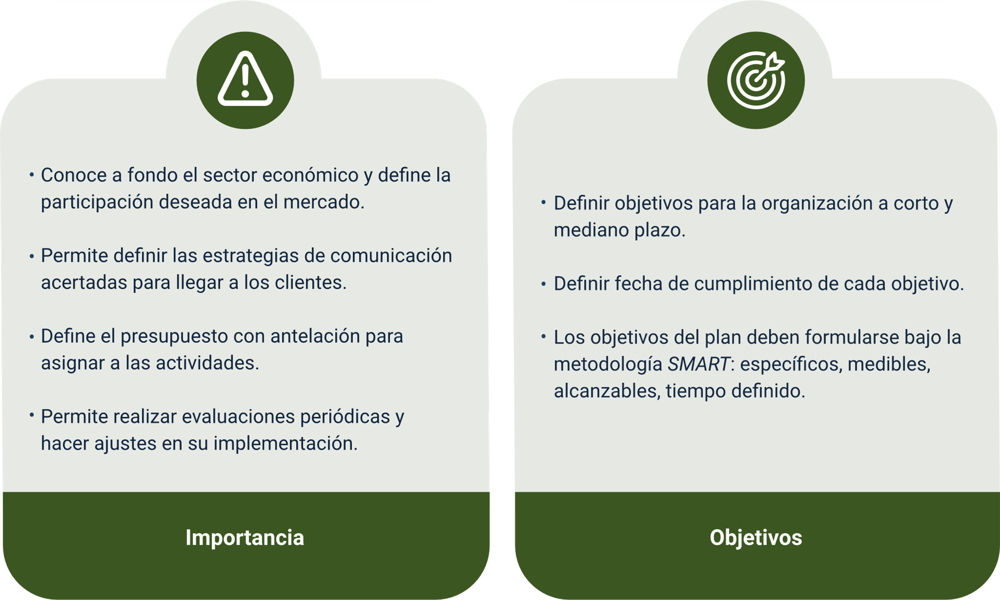 • Conoce a fondo el sector económico y define la
participación deseada en el mercado.
• Permite definir las estrategias de comunicación
acertadas para llegar a los clientes.
• Define el presupuesto con antelación para
asignar a las actividades.
• Permite realizar evaluaciones periódicas y
hacer ajustes en su implementación.
Importancia
• Definir objetivos para la organización a corto y
mediano plazo.
• Definir fecha de cumplimiento de cada objetivo.
• Los objetivos del plan deben formularse bajo la
metodología SMART: específicos, medibles,
alcanzables, tiempo definido.
Objetivos